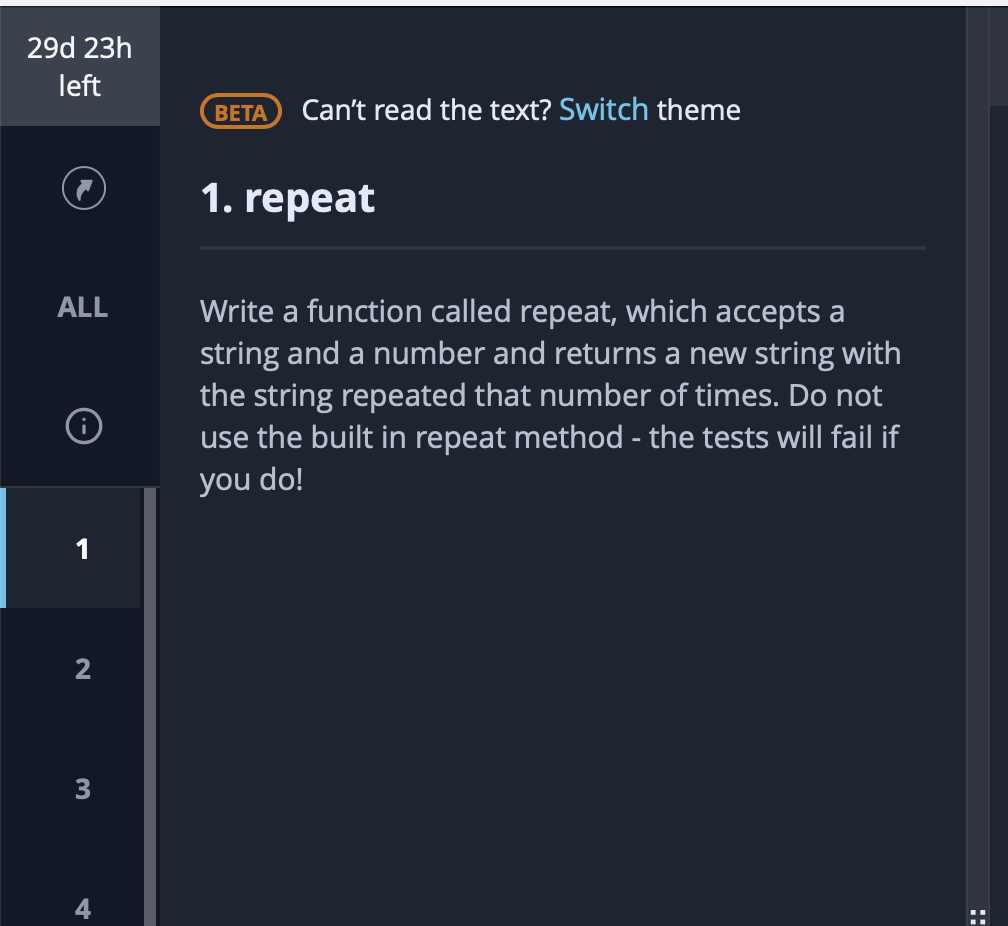 29d 23h
left
ALL
1
2
3
4
BETA Can’t read the text? Switch theme
1. repeat
Write a function called repeat, which accepts a
string and a number and returns a new string with
the string repeated that number of times. Do not
use the built in repeat method - the tests will fail if
you do!